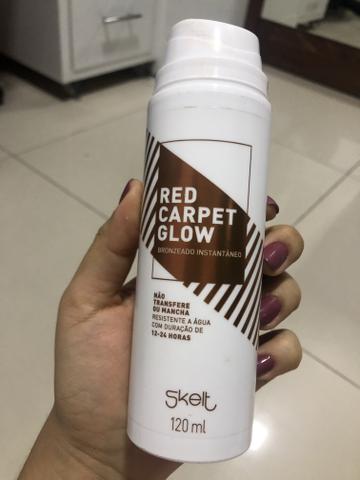 RED
CARPET
GLOW
BRONZEADO INSTANTÂNEO
NÃO
TRANSFERE
OU MANCHA
RESISTENTE A ÁGUA
COM DURAÇÃO DE
12-24 HORAS
Skelt
120 ml